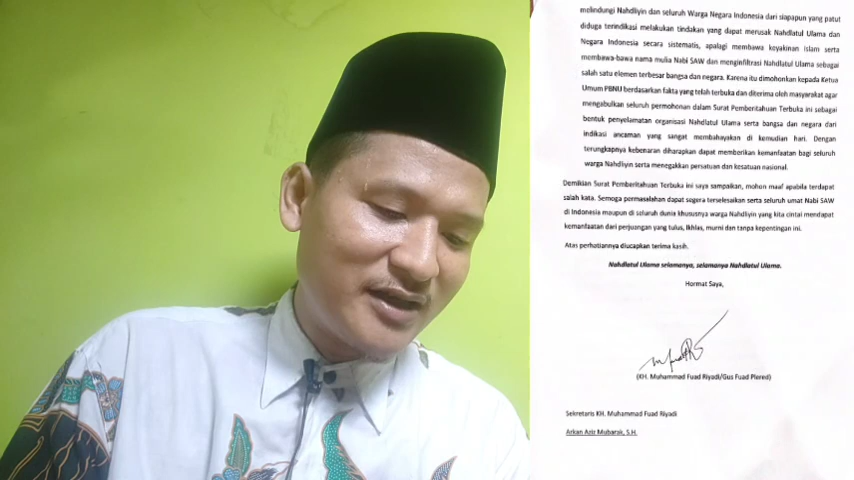 melindungi Nahdliyin dan seluruh Warga Negara Indonesia dari siapapun yang patut
diduga terindikasi melakukan tindakan yang dapat merusak Nahdlatul Ulama dan
Negara Indonesia secara sistematis, apalagi membawa keyakinan Islam serta
membawa-bawa nama mulia Nabi SAW dan menginfiltrasi Nahdlatul Ulama sebagai
salah satu elemen terbesar bangsa dan negara. Karena itu dimohonkan kepada Ketua
Umum PBNU berdasarkan fakta yang telah terbuka dan diterima oleh masyarakat agar
mengabulkan seluruh permohonan dalam Surat Pemberitahuan Terbuka ini sebagai
bentuk penyelamatan organisasi Nahdlatul Ulama serta bangsa dan negara dari
indikasi ancaman yang sangat membahayakan di kemudian hari. Dengan
terungkapnya kebenaran diharapkan dapat memberikan kemanfaatan bagi seluruh
warga Nahdliyin serta menegakkan persatuan dan kesatuan nasional.
Demikian Surat Pemberitahuan Terbuka ini saya sampaikan, mohon maaf apabila terdapat
salah kata. Semoga permasalahan dapat segera terselesaikan serta seluruh umat Nabi SAW
di Indonesia maupun di seluruh dunia khususnya warga Nahdliyin yang kita cintai mendapat
kemanfaatan dari perjuangan yang tulus, ikhlas, murni dan tanpa kepentingan ini.
Atas perhatiannya diucapkan terima kasih.
Nahdlatul Ulama selamanya, selamanya Nahdlatul Ulama.
Hormat Saya,
(KH. Muhammad Fuad Riyadi/Gus Fuad Plered)
Sekretaris KH. Muhammad Fuad Riyadi
Arkan Aziz Mubarak, S.H.